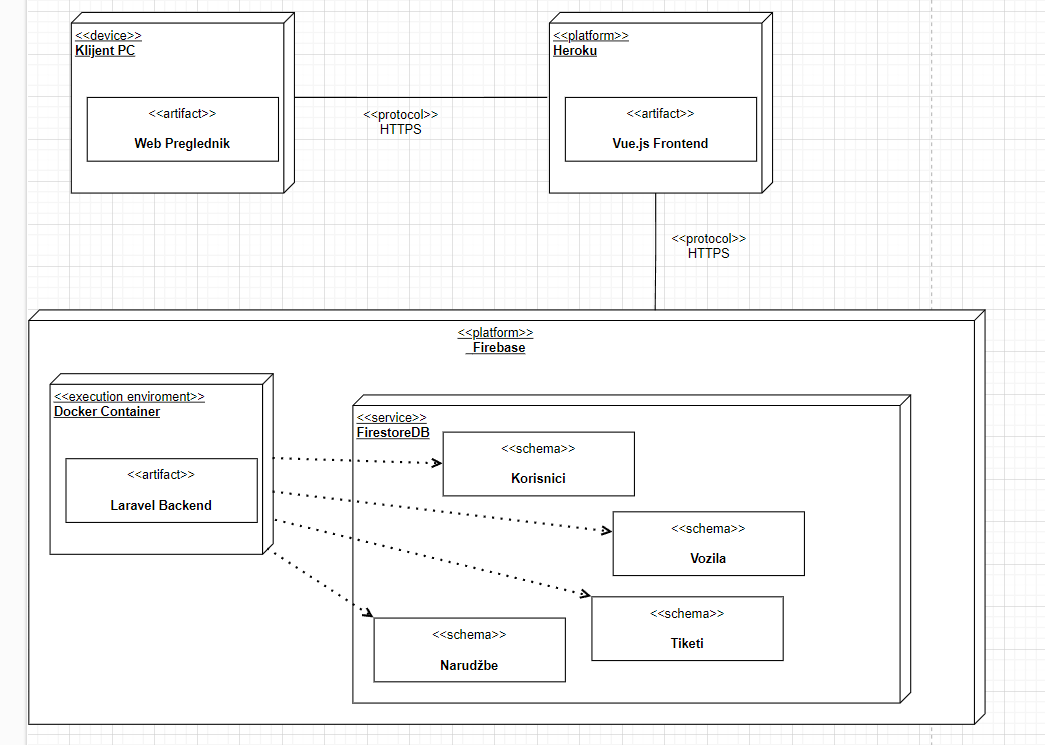 <<device>>
Klijent PC
<<artifact>>
Web Preglednik
<<protocol>>
HTTPS
<<platform>>
Heroku
<<artifact>>
Vue.js Frontend
<<protocol>>
HTTPS
<<platform>>
Firebase
<<execution enviroment>>
Docker Container
<<artifact>>
Laravel Backend
<<service>>
FirestoreDB
<<schema>>
Korisnici
<<schema>>
Vozila
<<schema>>
Tiketi
<<schema>>
Narudžbe